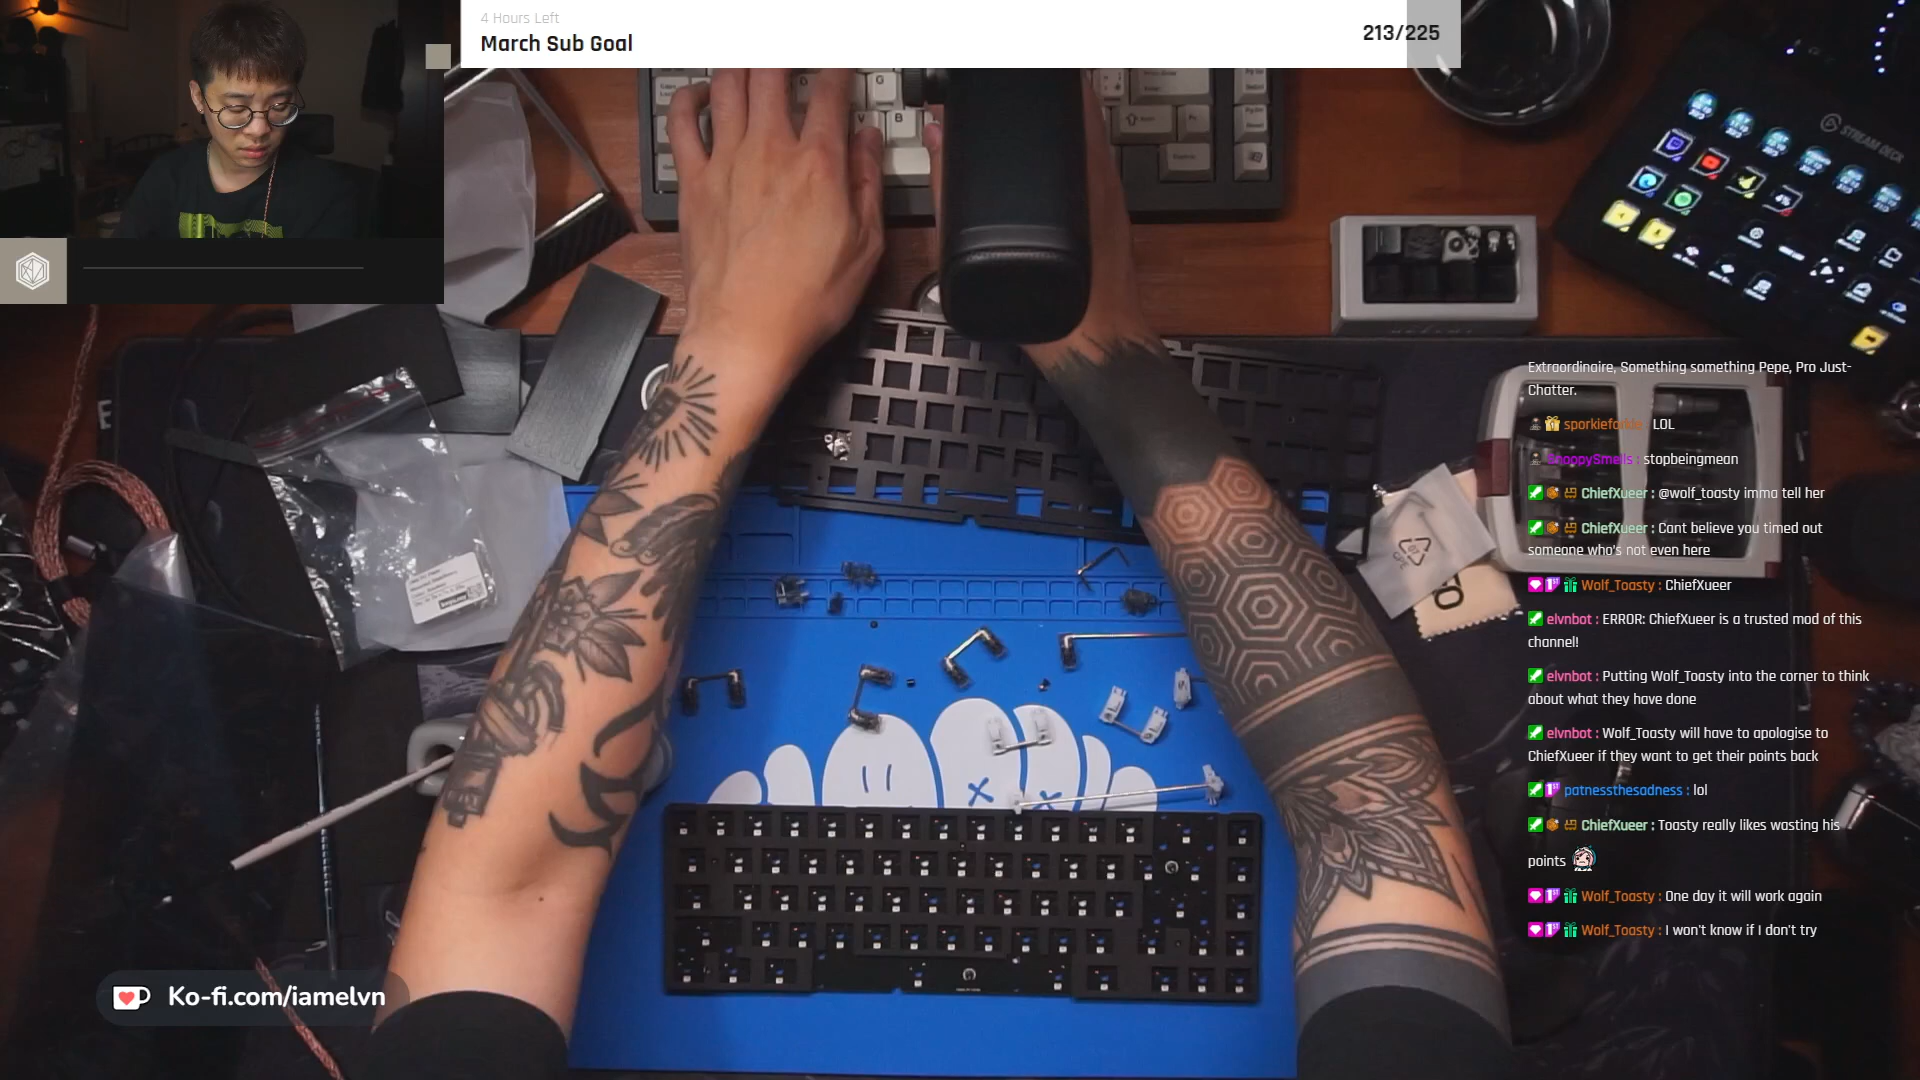 4 Hours Left
March Sub Goal
213/225
STREAM DECK
V
B
Extraordinaire, Something something Pepe, Pro Just-
Chatter.
LOL
SnoopySmells : stopbeingmean
ChiefXueer : @wolf_toasty imma tell her
ChiefXueer : Cant believe you timed out
someone who's not even here
Wolf_Toasty : ChiefXueer
elvnbot : ERROR: ChiefXueer is a trusted mod of this
channel!
elvnbot : Putting Wolf_Toasty into the corner to think
about what they have done
elvnbot : Wolf_Toasty will have to apologise to
ChiefXueer if they want to get their points back
patnessthesadness : lol
ChiefXueer : Toasty really likes wasting his
points
Wolf_Toasty : One day it will work again
Wolf_Toasty : I won't know if I don't try
Ko-fi.com/iamelvn